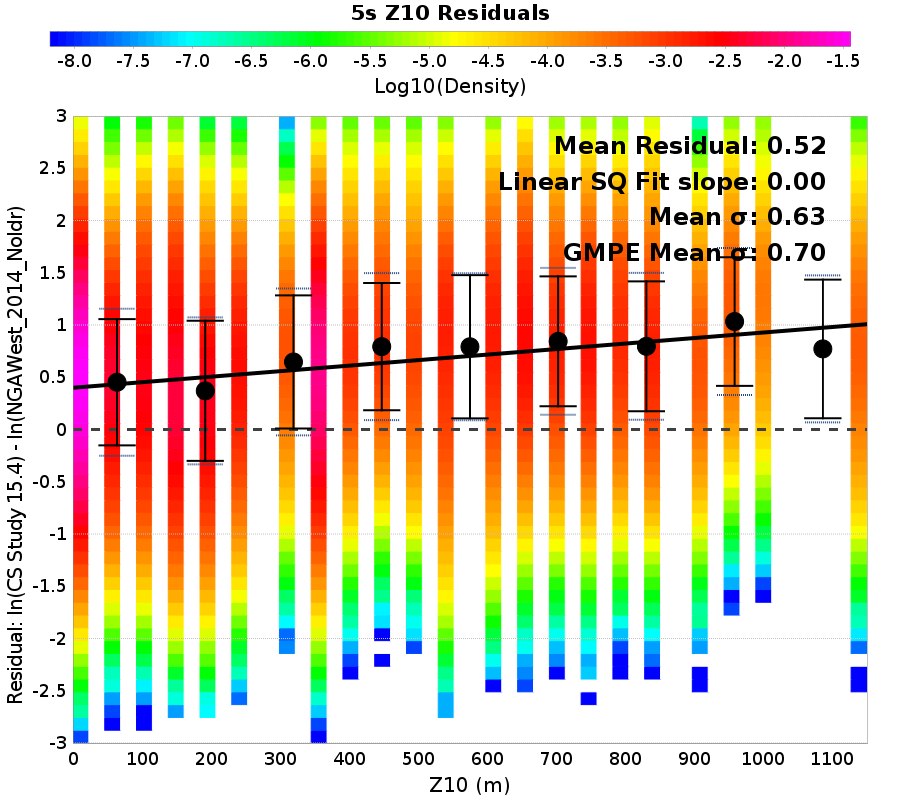 5s Z10 Residuals
-8.0 -7.5 -7.0 -6.5 -6.0 -5.5 -5.0 -4.5 -4.0 -3.5 -3.0 -2.5 -2.0 -1.5
Log10(Density)
Mean Residual: 0.52
Linear SQ Fit slope: 0.00
Mean σ: 0.63
GMPE Mean σ: 0.70
Residual: ln(CS Study 15.4) - ln(NGAWest_2014_NoIdr)
3
2.5
2
1.5
1
0.5
0
-0.5
-1
-1.5
-2
-2.5
-3
0 100 200 300 400 500 600 700 800 900 1000 1100
Z10 (m)